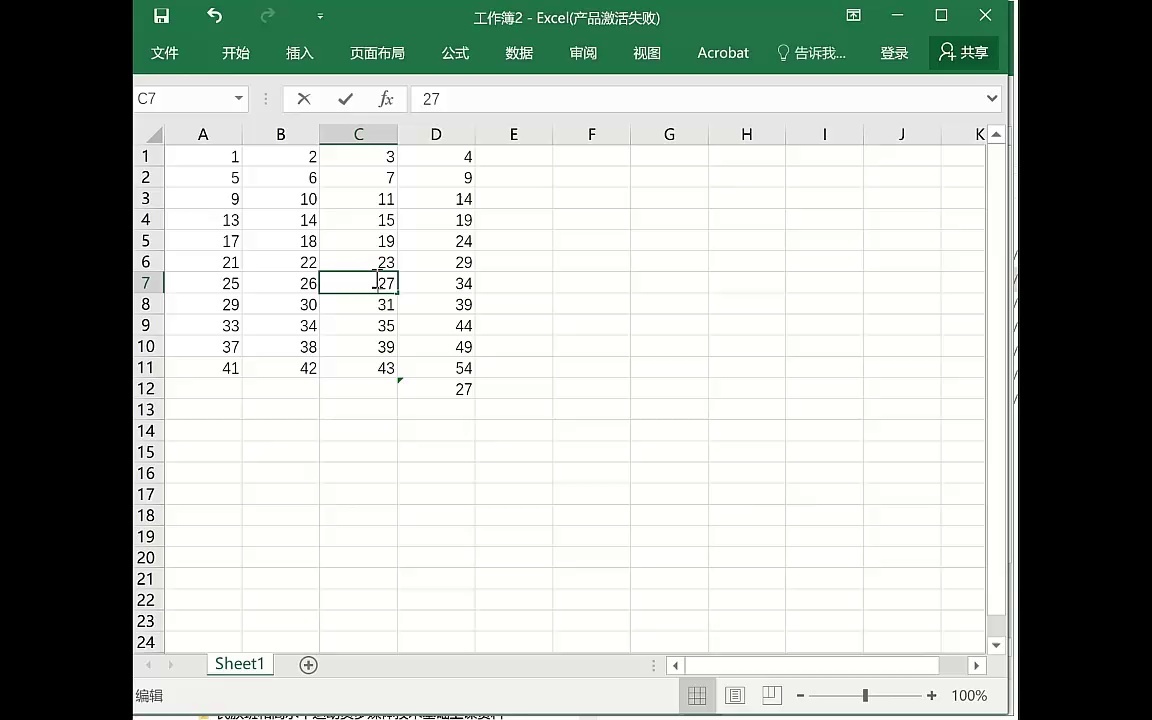 工作簿2 - Excel(产品激活失败)
文件 开始 插入 页面布局 公式 数据 审阅 视图 Acrobat 告诉我... 登录 共享
C7 fx 27
A B C D E F G H I J K
1 1 2 3 4
2 5 6 7 9
3 9 10 11 14
4 13 14 15 19
5 17 18 19 24
6 21 22 23 29
7 25 26 27 34
8 29 30 31 39
9 33 34 35 44
10 37 38 39 49
11 41 42 43 54
12 27
13
14
15
16
17
18
19
20
21
22
23
24
Sheet1
编辑 100%